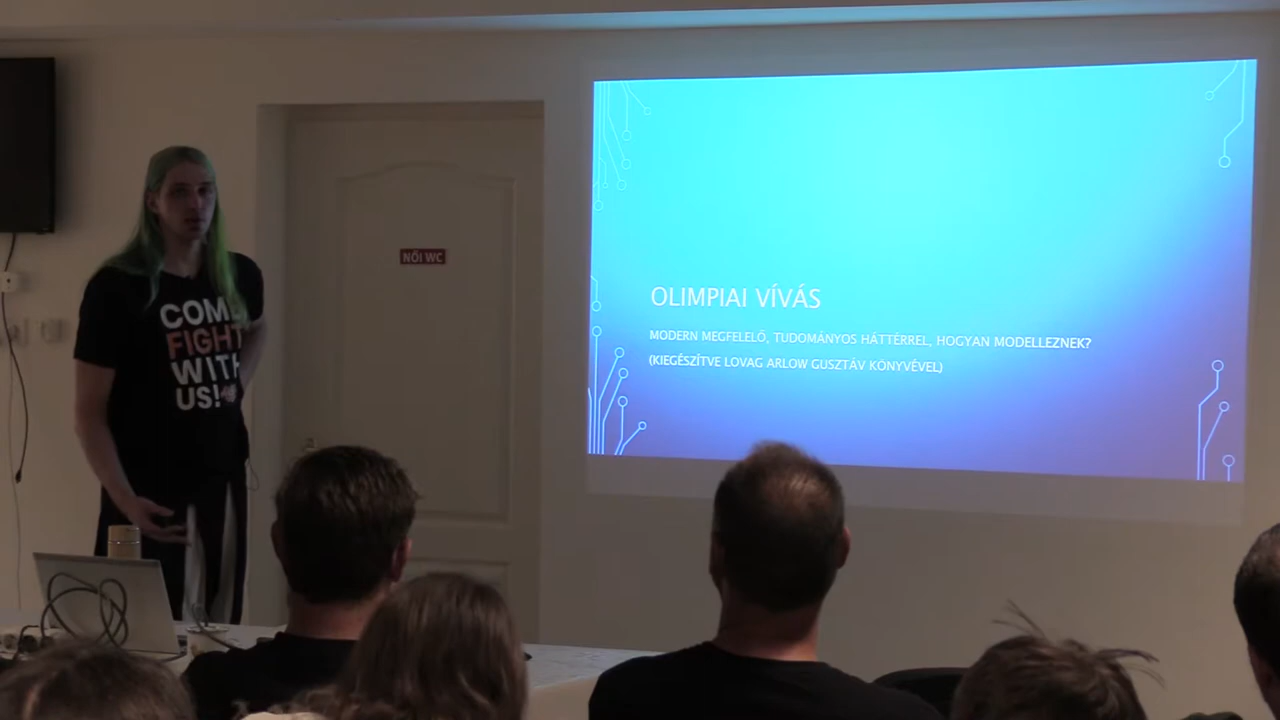 NŐI WC
COME
FIGHT
WITH
US!
OLIMPIAI VÍVÁS
MODERN MEGFELELŐ, TUDOMÁNYOS HÁTTÉRREL, HOGYAN MODELLEZNEK?
(KIEGÉSZÍTVE LOVAG ARLOW GUSZTÁV KÖNYVÉVEL)